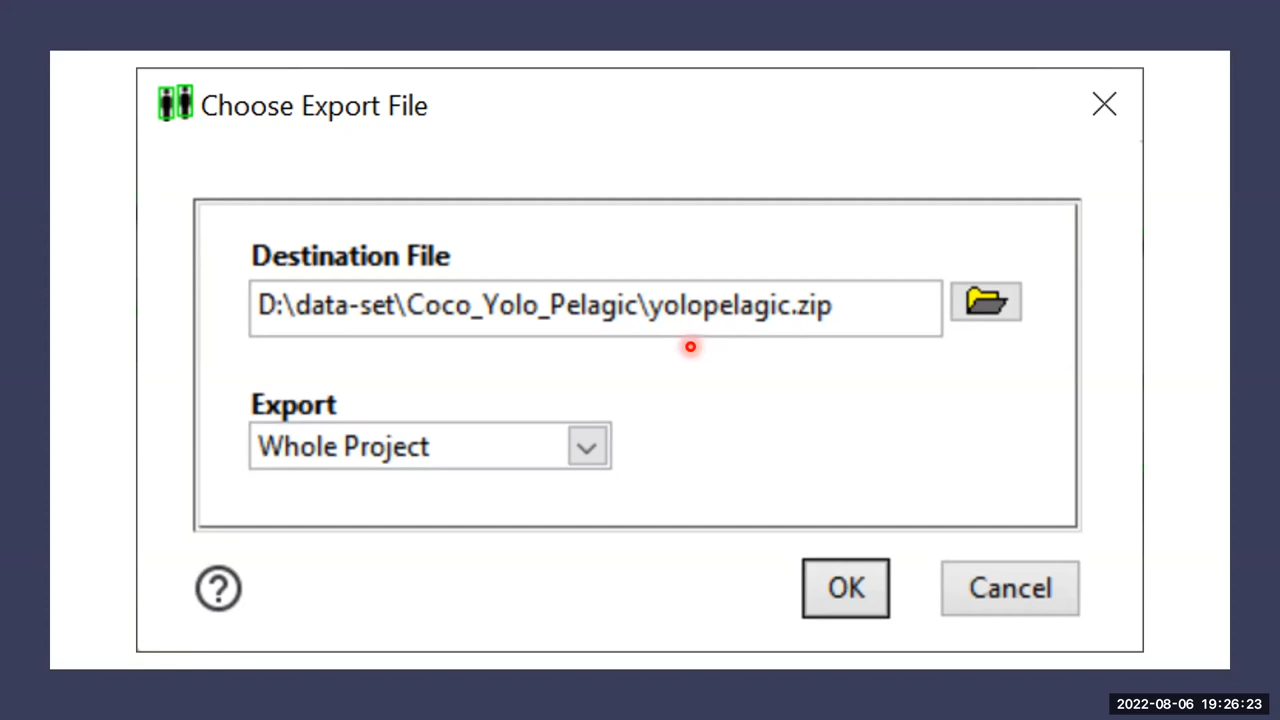 Choose Export File
Destination File
D:\data-set\Coco_Yolo_Pelagic\yolopelagic.zip
Export
Whole Project
?
OK
Cancel
2022-08-06 19:26:23